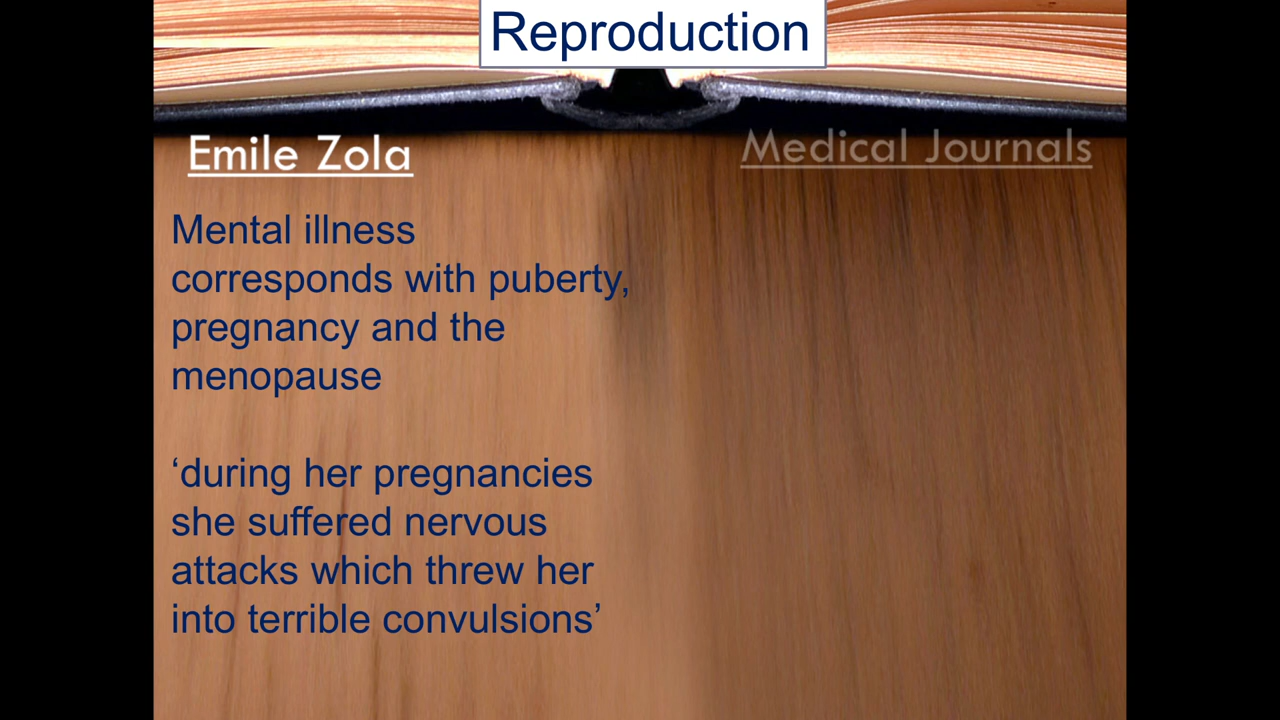 Reproduction
Emile Zola
Medical Journals
Mental illness
corresponds with puberty,
pregnancy and the
menopause
‘during her pregnancies
she suffered nervous
attacks which threw her
into terrible convulsions’